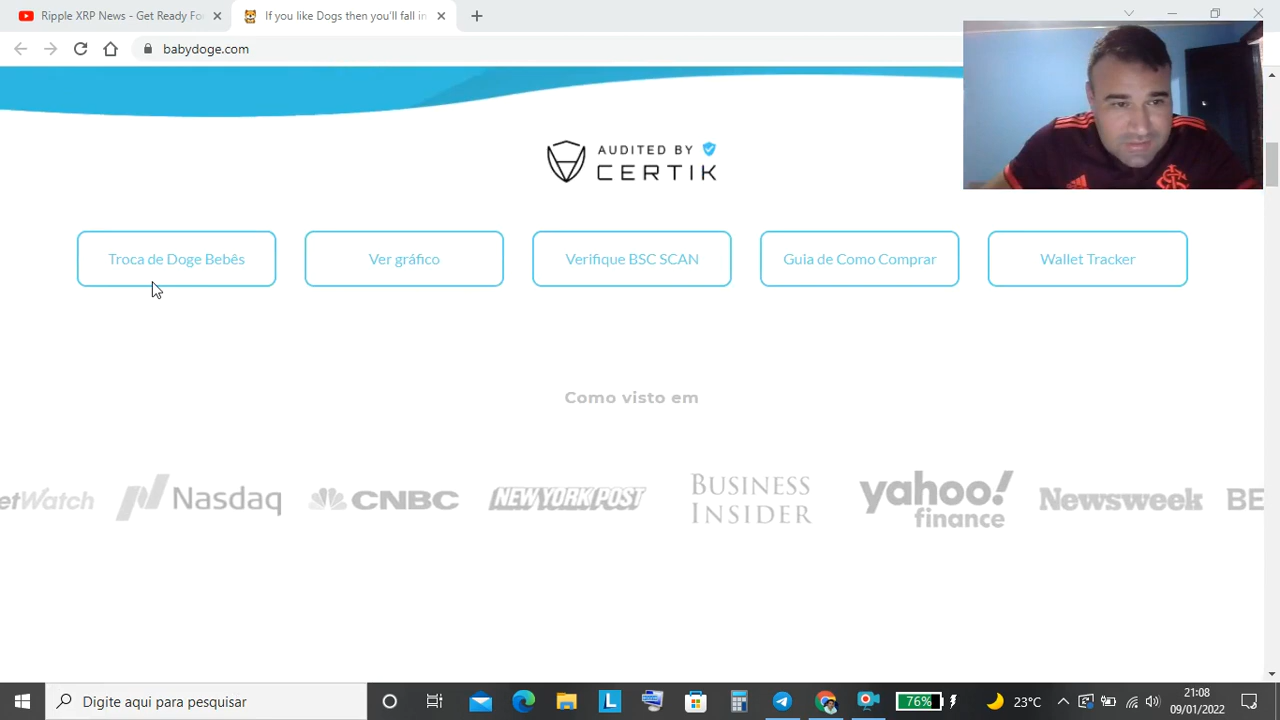 Ripple XRP News - Get Ready Fo
If you like Dogs then you'll fall in
babydoge.com
AUDITED BY
CERTIK
Troca de Doge Bebês
Ver gráfico
Verifique BSC SCAN
Guia de Como Comprar
Wallet Tracker
Como visto em
etWatch
Nasdaq
CNBC
NEW YORK POST
BUSINESS
INSIDER
yahoo!
finance
Newsweek
BE
Digite aqui para pesquisar
L
76%
23°C
21:08
09/01/2022